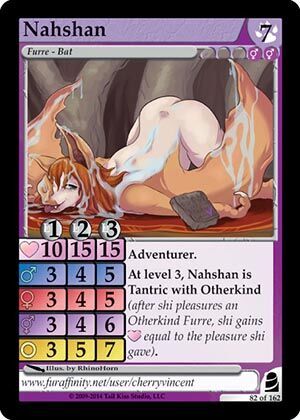 Nahshan
7
Furre - Bat
1 2 3
10 15 15
3 4 5
3 4 5
3 4 6
3 5 7
Adventurer.
At level 3, Nahshan is
Tantric with Otherkind
(after shi pleasures an
Otherkind Furre, shi gains
equal to the pleasure shi
gave).
Illus. by RhinoHorn
82 of 162
www.furaffinity.net/user/cherryvincent
© 2009-2014 Tail Kiss Studio, LLC